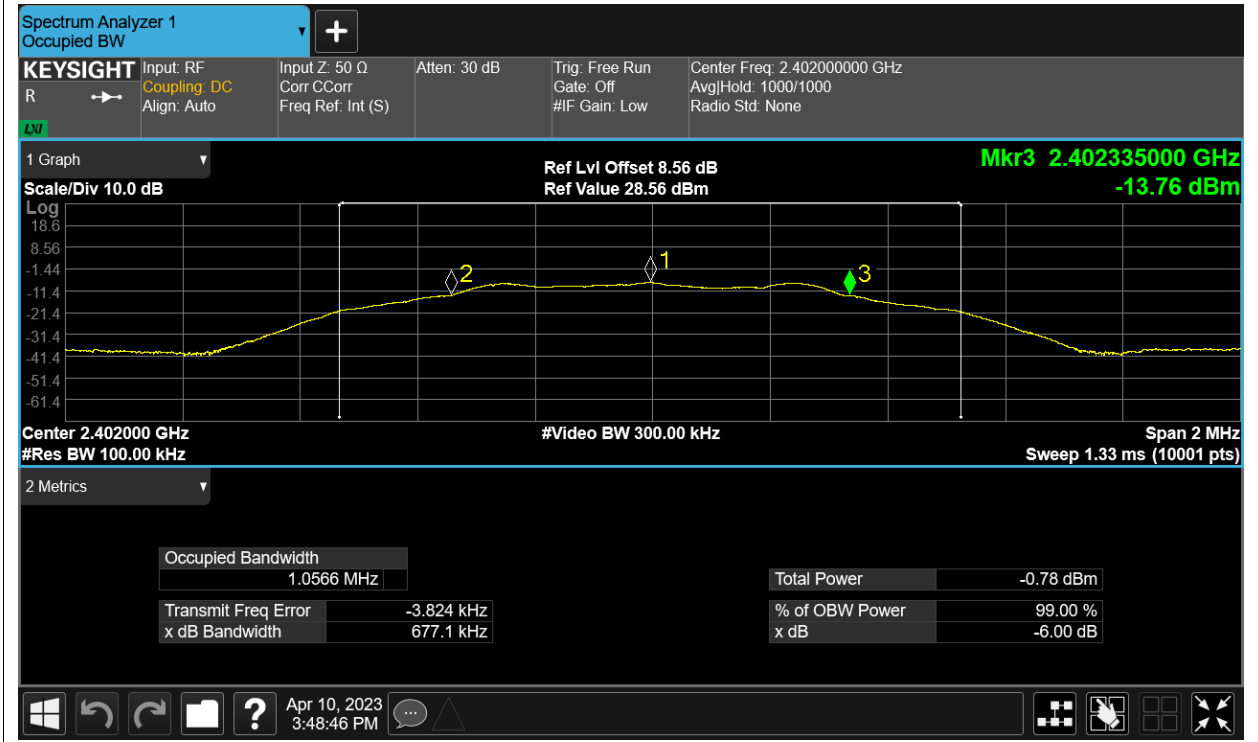 Spectrum Analyzer 1
Occupied BW
KEYSIGHT
R
LXI
Input: RF
Coupling: DC
Align: Auto
Input Z: 50 Ω
Corr CCorr
Freq Ref: Int (S)
Atten: 30 dB
Trig: Free Run
Gate: Off
#IF Gain: Low
Center Freq: 2.402000000 GHz
Avg|Hold: 1000/1000
Radio Std: None
1 Graph
Scale/Div 10.0 dB
Ref Lvl Offset 8.56 dB
Ref Value 28.56 dBm
Mkr3 2.402335000 GHz
-13.76 dBm
Log
18.6
8.56
-1.44
-11.4
-21.4
-31.4
-41.4
-51.4
-61.4
2
1
3
Center 2.402000 GHz
#Video BW 300.00 kHz
Span 2 MHz
#Res BW 100.00 kHz
Sweep 1.33 ms (10001 pts)
2 Metrics
Occupied Bandwidth
1.0566 MHz
Total Power -0.78 dBm
Transmit Freq Error -3.824 kHz
% of OBW Power 99.00 %
x dB Bandwidth 677.1 kHz
x dB -6.00 dB
?
Apr 10, 2023
3:48:46 PM